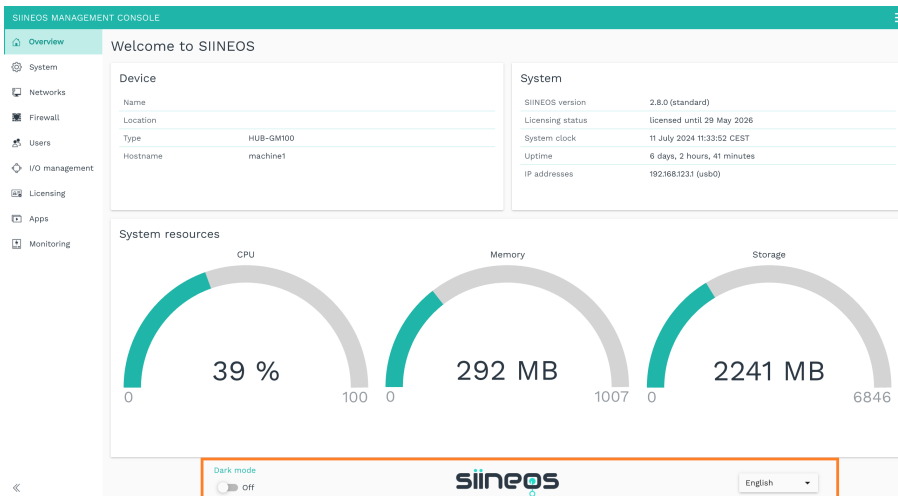 SIINEOS MANAGEMENT CONSOLE
Overview
System
Networks
Firewall
Users
I/O management
Licensing
Apps
Monitoring
Welcome to SIINEOS
Device
Name
Location
Type HUB-GM100
Hostname machine1
System
SIINEOS version 2.8.0 (standard)
Licensing status licensed until 29 May 2026
System clock 11 July 2024 11:33:52 CEST
Uptime 6 days, 2 hours, 41 minutes
IP addresses 192.168.123.1 (usb0)
System resources
CPU
39 %
0 100
Memory
292 MB
0 1007
Storage
2241 MB
0 6846
Dark mode
Off
siineos
English